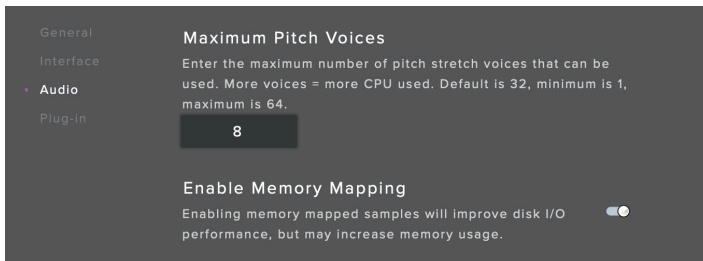 General
Interface
Audio
Plug-in
Maximum Pitch Voices
Enter the maximum number of pitch stretch voices that can be
used. More voices = more CPU used. Default is 32, minimum is 1,
maximum is 64.
8
Enable Memory Mapping
Enabling memory mapped samples will improve disk I/O
performance, but may increase memory usage.